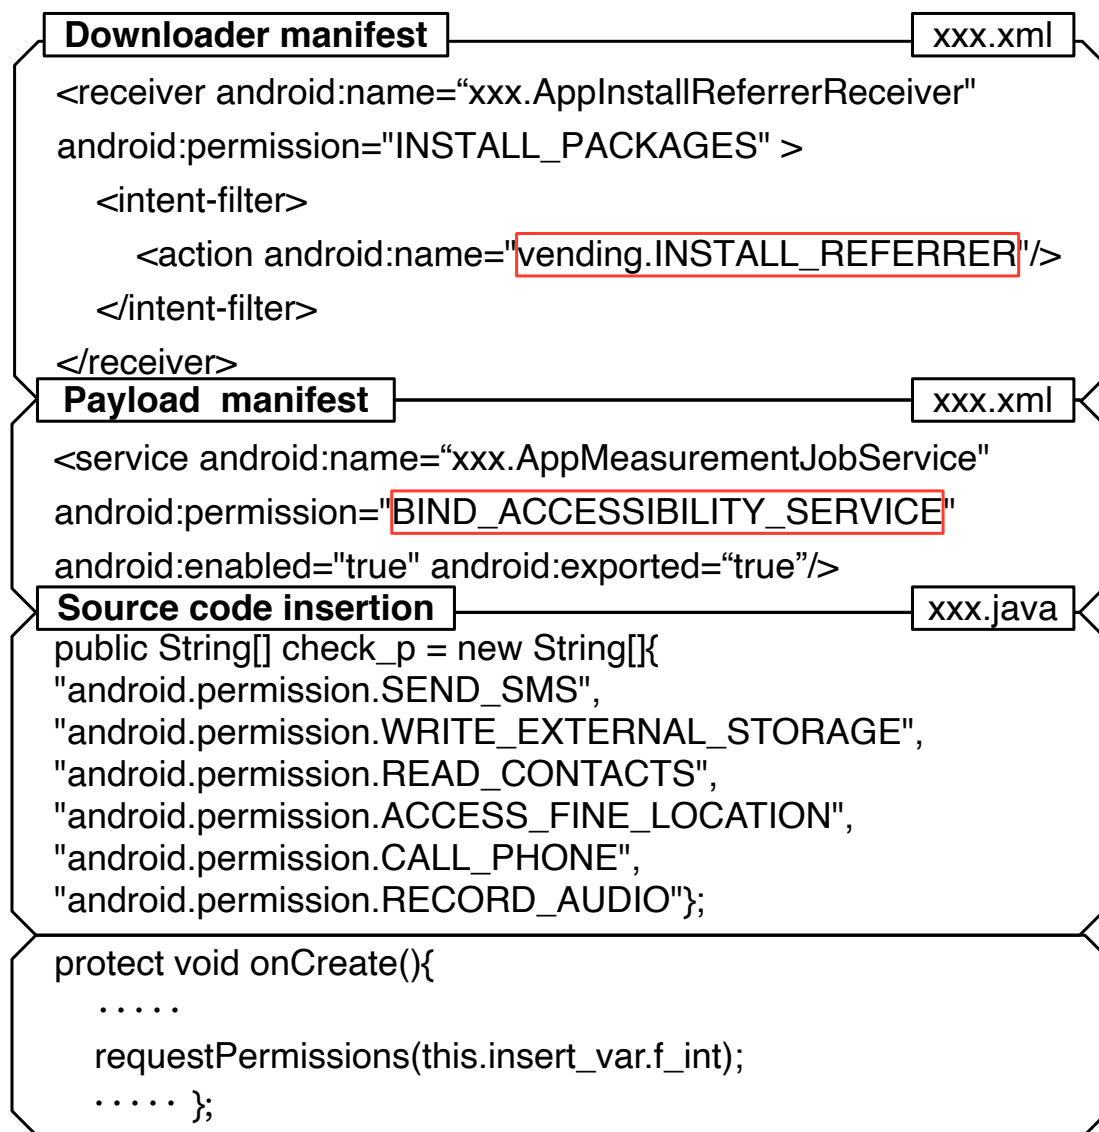 Downloader manifest xxx.xml
<receiver android:name=“xxx.AppInstallReferrerReceiver"
android:permission="INSTALL_PACKAGES" >
<intent-filter>
<action android:name="vending.INSTALL_REFERRER"/>
</intent-filter>
</receiver>
Payload manifest xxx.xml
<service android:name=“xxx.AppMeasurementJobService"
android:permission="BIND_ACCESSIBILITY_SERVICE"
android:enabled="true" android:exported=“true”/>
Source code insertion xxx.java
public String[] check_p = new String[]{
"android.permission.SEND_SMS",
"android.permission.WRITE_EXTERNAL_STORAGE",
"android.permission.READ_CONTACTS",
"android.permission.ACCESS_FINE_LOCATION",
"android.permission.CALL_PHONE",
"android.permission.RECORD_AUDIO"};
protect void onCreate(){
·····
requestPermissions(this.insert_var.f_int);
····· };